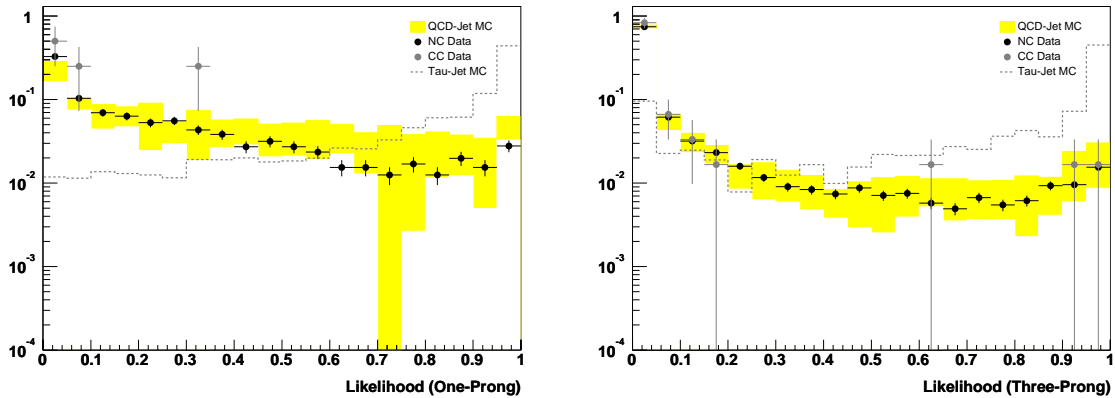 1
10^-1
10^-2
10^-3
10^-4
0 0.1 0.2 0.3 0.4 0.5 0.6 0.7 0.8 0.9 1
Likelihood (One-Prong)
QCD-Jet MC
NC Data
CC Data
Tau-Jet MC
1
10^-1
10^-2
10^-3
10^-4
0 0.1 0.2 0.3 0.4 0.5 0.6 0.7 0.8 0.9 1
Likelihood (Three-Prong)
QCD-Jet MC
NC Data
CC Data
Tau-Jet MC